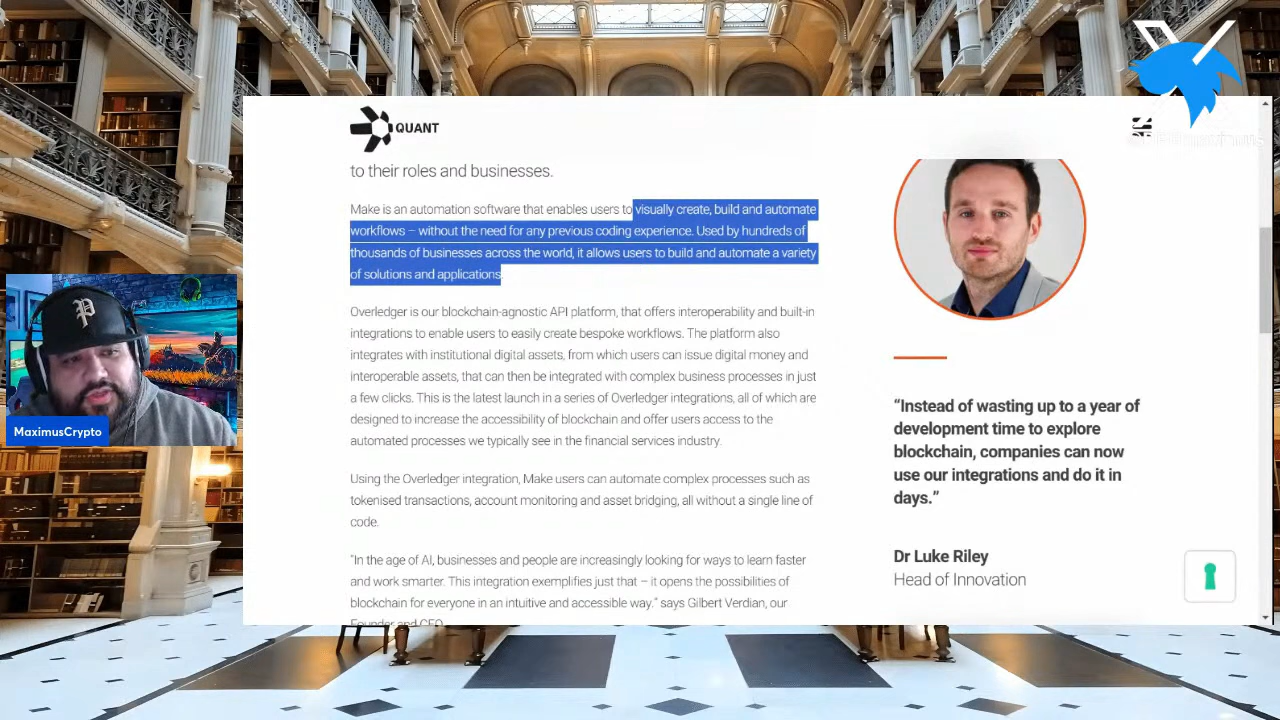 QUANT
to their roles and businesses.
Make is an automation software that enables users to visually create, build and automate
workflows – without the need for any previous coding experience. Used by hundreds of
thousands of businesses across the world, it allows users to build and automate a variety
of solutions and applications
Overledger is our blockchain-agnostic API platform, that offers interoperability and built-in
integrations to enable users to easily create bespoke workflows. The platform also
integrates with institutional digital assets, from which users can issue digital money and
interoperable assets, that can then be integrated with complex business processes in just
a few clicks. This is the latest launch in a series of Overledger integrations, all of which are
designed to increase the accessibility of blockchain and offer users access to the
automated processes we typically see in the financial services industry.
Using the Overledger integration, Make users can automate complex processes such as
tokenised transactions, account monitoring and asset bridging, all without a single line of
code.
"In the age of AI, businesses and people are increasingly looking for ways to learn faster
and work smarter. This integration exemplifies just that – it opens the possibilities of
blockchain for everyone in an intuitive and accessible way." says Gilbert Verdian, our
Founder and CEO
“Instead of wasting up to a year of
development time to explore
blockchain, companies can now
use our integrations and do it in
days.”
Dr Luke Riley
Head of Innovation
P
MaximusCrypto